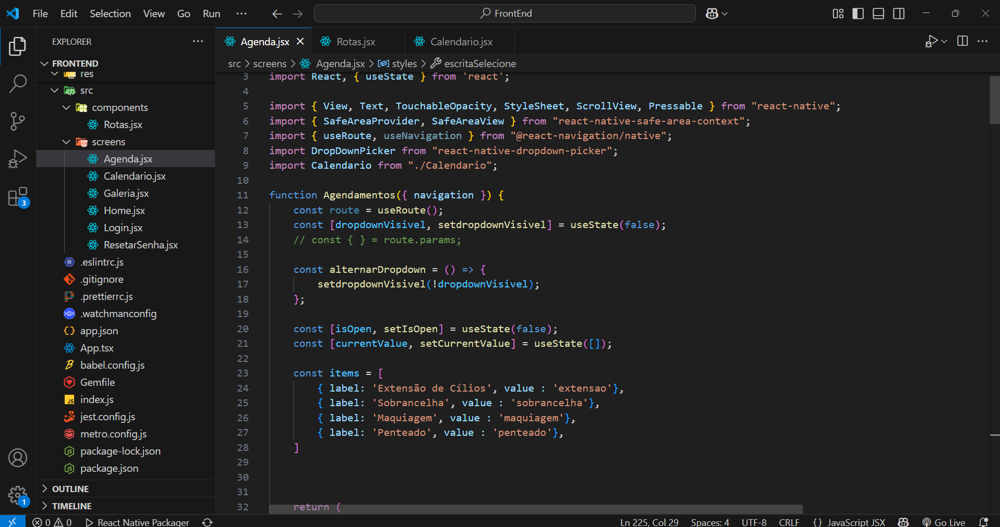 File Edit Selection View Go Run ··· FrontEnd
EXPLORER ···
FRONTEND
res
src
components
Rotas.jsx
screens
Agenda.jsx
Calendario.jsx
Galeria.jsx
Home.jsx
Login.jsx
ResetarSenha.jsx
.eslintrc.js
.gitignore
.prettierrc.js
.watchmanconfig
app.json
App.tsx
babel.config.js
Gemfile
index.js
jest.config.js
metro.config.js
package-lock.json
package.json
OUTLINE
TIMELINE
3
1
Agenda.jsx Rotas.jsx Calendario.jsx
src > screens > Agenda.jsx > styles > escritaSelecione
3 import React, { useState } from 'react';
4
5 import { View, Text, TouchableOpacity, StyleSheet, ScrollView, Pressable } from "react-native";
6 import { SafeAreaProvider, SafeAreaView } from "react-native-safe-area-context";
7 import { useRoute, useNavigation } from "@react-navigation/native";
8 import DropDownPicker from "react-native-dropdown-picker";
9 import Calendario from "./Calendario";
10
11 function Agendamentos({ navigation }) {
12     const route = useRoute();
13     const [dropdownVisivel, setdropdownVisivel] = useState(false);
14     // const { } = route.params;
15
16     const alternarDropdown = () => {
17         setdropdownVisivel(!dropdownVisivel);
18     };
19
20     const [isOpen, setIsOpen] = useState(false);
21     const [currentValue, setCurrentValue] = useState([]);
22
23     const items = [
24         { label: 'Extensão de Cílios', value : 'extensao'},
25         { label: 'Sobrancelha', value : 'sobrancelha'},
26         { label: 'Maquiagem', value : 'maquiagem'},
27         { label: 'Penteado', value : 'penteado'},
28     ]
29
30
31
32     return (
0 0 React Native Packager Ln 225, Col 29 Spaces: 4 UTF-8 CRLF {} JavaScript JSX Go Live